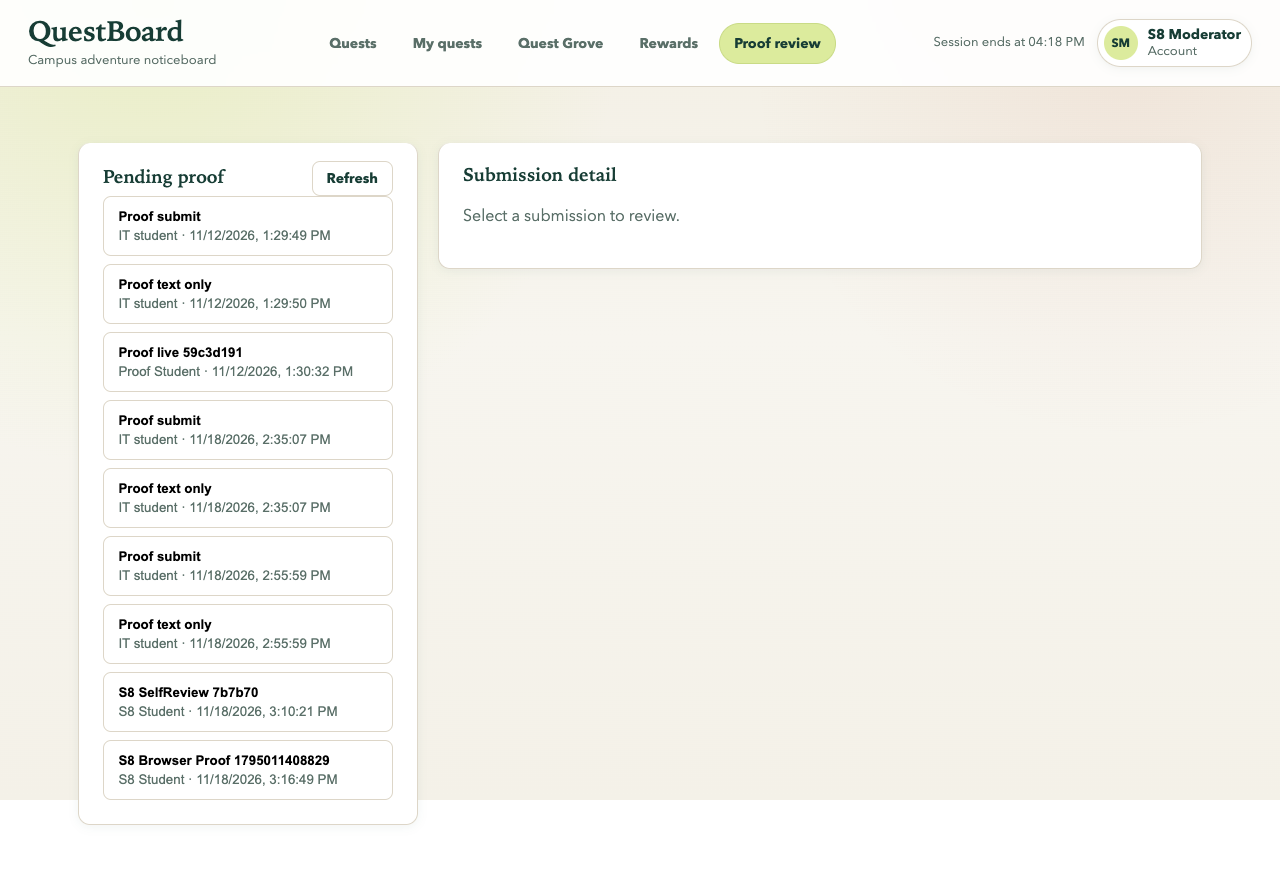 QuestBoard
Campus adventure noticeboard
Quests
My quests
Quest Grove
Rewards
Proof review
Session ends at 04:18 PM
SM
S8 Moderator
Account
Pending proof
Refresh
Proof submit
IT student · 11/12/2026, 1:29:49 PM
Proof text only
IT student · 11/12/2026, 1:29:50 PM
Proof live 59c3d191
Proof Student · 11/12/2026, 1:30:32 PM
Proof submit
IT student · 11/18/2026, 2:35:07 PM
Proof text only
IT student · 11/18/2026, 2:35:07 PM
Proof submit
IT student · 11/18/2026, 2:55:59 PM
Proof text only
IT student · 11/18/2026, 2:55:59 PM
S8 SelfReview 7b7b70
S8 Student · 11/18/2026, 3:10:21 PM
S8 Browser Proof 1795011408829
S8 Student · 11/18/2026, 3:16:49 PM
Submission detail
Select a submission to review.